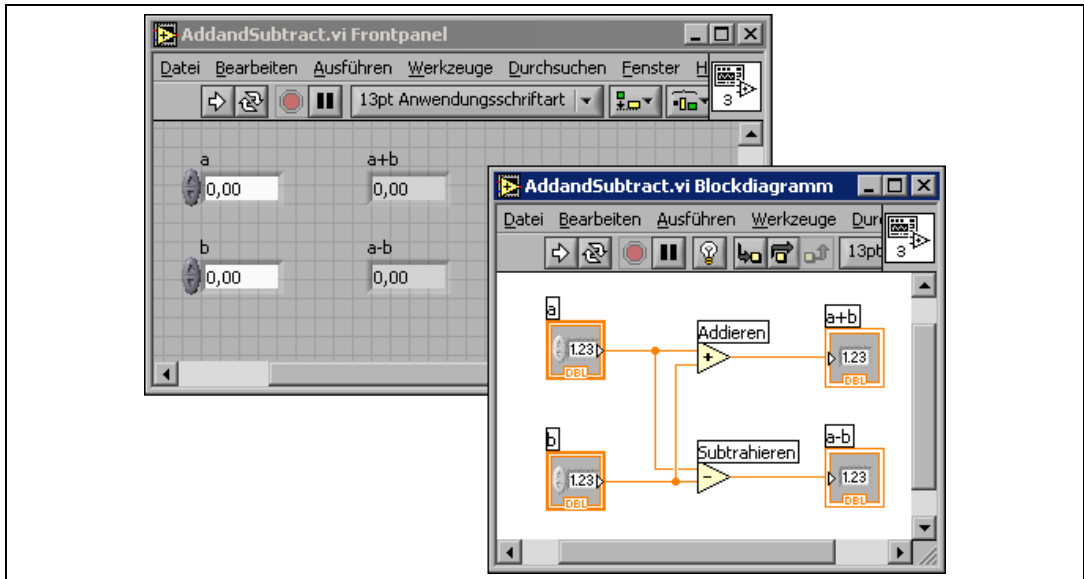 AddandSubtract.vi Frontpanel
Datei Bearbeiten Ausführen Werkzeuge Durchsuchen Fenster H
13pt Anwendungsschriftart
3
a
0,00
a+b
0,00
b
0,00
a-b
0,00
AddandSubtract.vi Blockdiagramm
Datei Bearbeiten Ausführen Werkzeuge Dur
13pt
3
a
1.23
DBL
Addieren
+
a+b
1.23
DBL
b
1.23
DBL
Subtrahieren
-
a-b
1.23
DBL